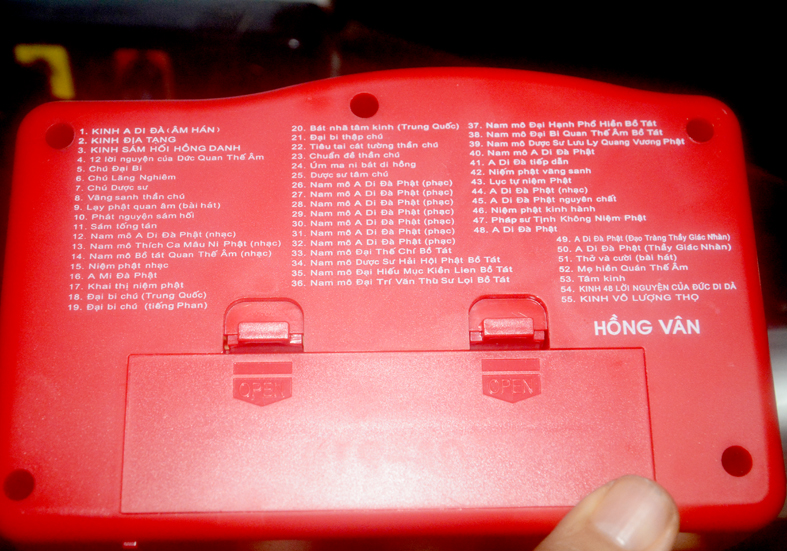 1. KINH A DI ĐÀ (ÂM HÁN)
2. KINH ĐỊA TẠNG
3. KINH SÁM HỐI HỒNG DANH
4. 12 lời nguyện của Đức Quan Thế Âm
5. Chú Đại Bi
6. Chú Lăng Nghiêm
7. Chú Dược sư
8. Vãng sanh thần chú
9. Lạy phật quan âm (bài hát)
10. Phát nguyện sám hối
11. Sám tống tán
12. Nam mô A Di Đà Phật (nhạc)
13. Nam mô Thích Ca Mâu Ni Phật (nhạc)
14. Nam mô Bồ tát Quan Thế Âm (nhạc)
15. Niệm phật nhạc
16. A Mi Đà Phật
17. Khai thị niệm phật
18. Đại bi chú (Trung Quốc)
19. Đại bi chú (tiếng Phan)
20. Bát nhã tâm kinh (Trung Quốc)
21. Đại bi thập chú
22. Tiêu tai cát tường thần chú
23. Chuẩn đề thần chú
24. Úm ma ni bát di hồng
25. Dược sư tâm chú
26. Nam mô A Di Đà Phật (phạc)
27. Nam mô A Di Đà Phật (phạc)
28. Nam mô A Di Đà Phật (phạc)
29. Nam mô A Di Đà Phật (phạc)
30. Nam mô A Di Đà Phật (phạc)
31. Nam mô A Di Đà Phật (phạc)
32. Nam mô A Di Đà Phật (phạc)
33. Nam mô Đại Thế Chí Bồ Tát
34. Nam mô Dược Sư Hải Hội Phật Bồ Tát
35. Nam mô Đại Hiếu Mục Kiền Lien Bồ Tát
36. Nam mô Đại Trí Văn Thù Sư Lợi Bồ Tát
37. Nam mô Đại Hạnh Phổ Hiền Bồ Tát
38. Nam mô Đại Bi Quan Thế Âm Bồ Tát
39. Nam mô Dược Sư Lưu Ly Quang Vương Phật
40. Nam mô A Di Đà Phật
41. A Di Đà tiếp dẫn
42. Niệm phật vãng sanh
43. Lục tự niệm Phật
44. A Di Đà Phật (nhạc)
45. A Di Đà Phật nguyên chất
46. Niệm phật kinh hành
47. Pháp sư Tịnh Không Niệm Phật
48. A Di Đà Phật
49. A Di Đà Phật (Đạo Tràng Thầy Giác Nhàn)
50. A Di Đà Phật (Thầy Giác Nhàn)
51. Thở và cười (bài hát)
52. Mẹ hiền Quán Thế Âm
53. Tâm kinh
54. KINH 48 LỜI NGUYỆN CỦA ĐỨC DI ĐÀ
55. KINH VÔ LƯỢNG THỌ
HỒNG VÂN
OPEN
OPEN